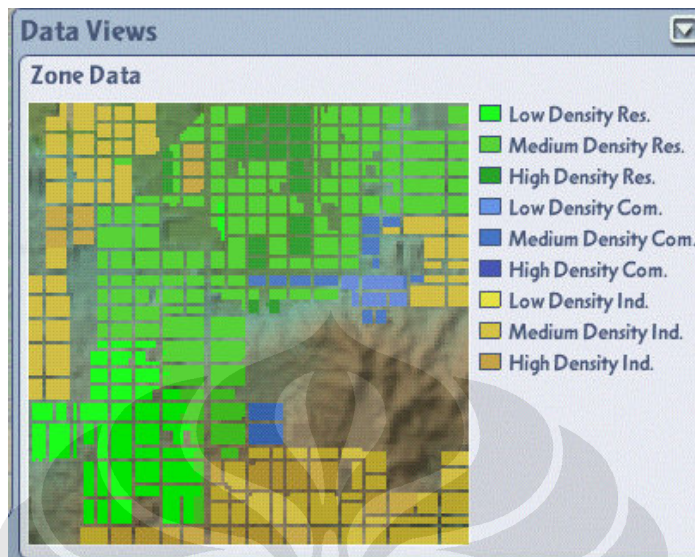 Data Views
Zone Data
Low Density Res.
Medium Density Res.
High Density Res.
Low Density Com.
Medium Density Com.
High Density Com.
Low Density Ind.
Medium Density Ind.
High Density Ind.